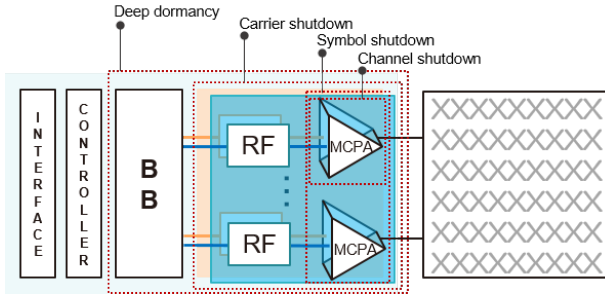 Deep dormancy
Carrier shutdown
Symbol shutdown
Channel shutdown
INTERFACE
CONTROLLER
BB
RF
MCPA
RF
MCPA